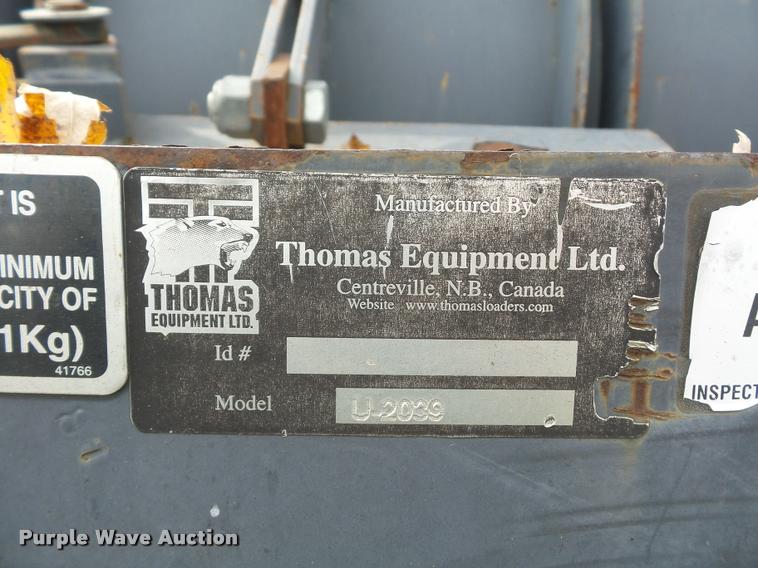 T IS
INIMUM
CITY OF
1Kg)
41766
THOMAS
EQUIPMENT LTD.
Manufactured By
Thomas Equipment Ltd.
Centreville, N.B., Canada
Website www.thomasloaders.com
Id #
Model U-2039
A
INSPECT
Purple Wave Auction®